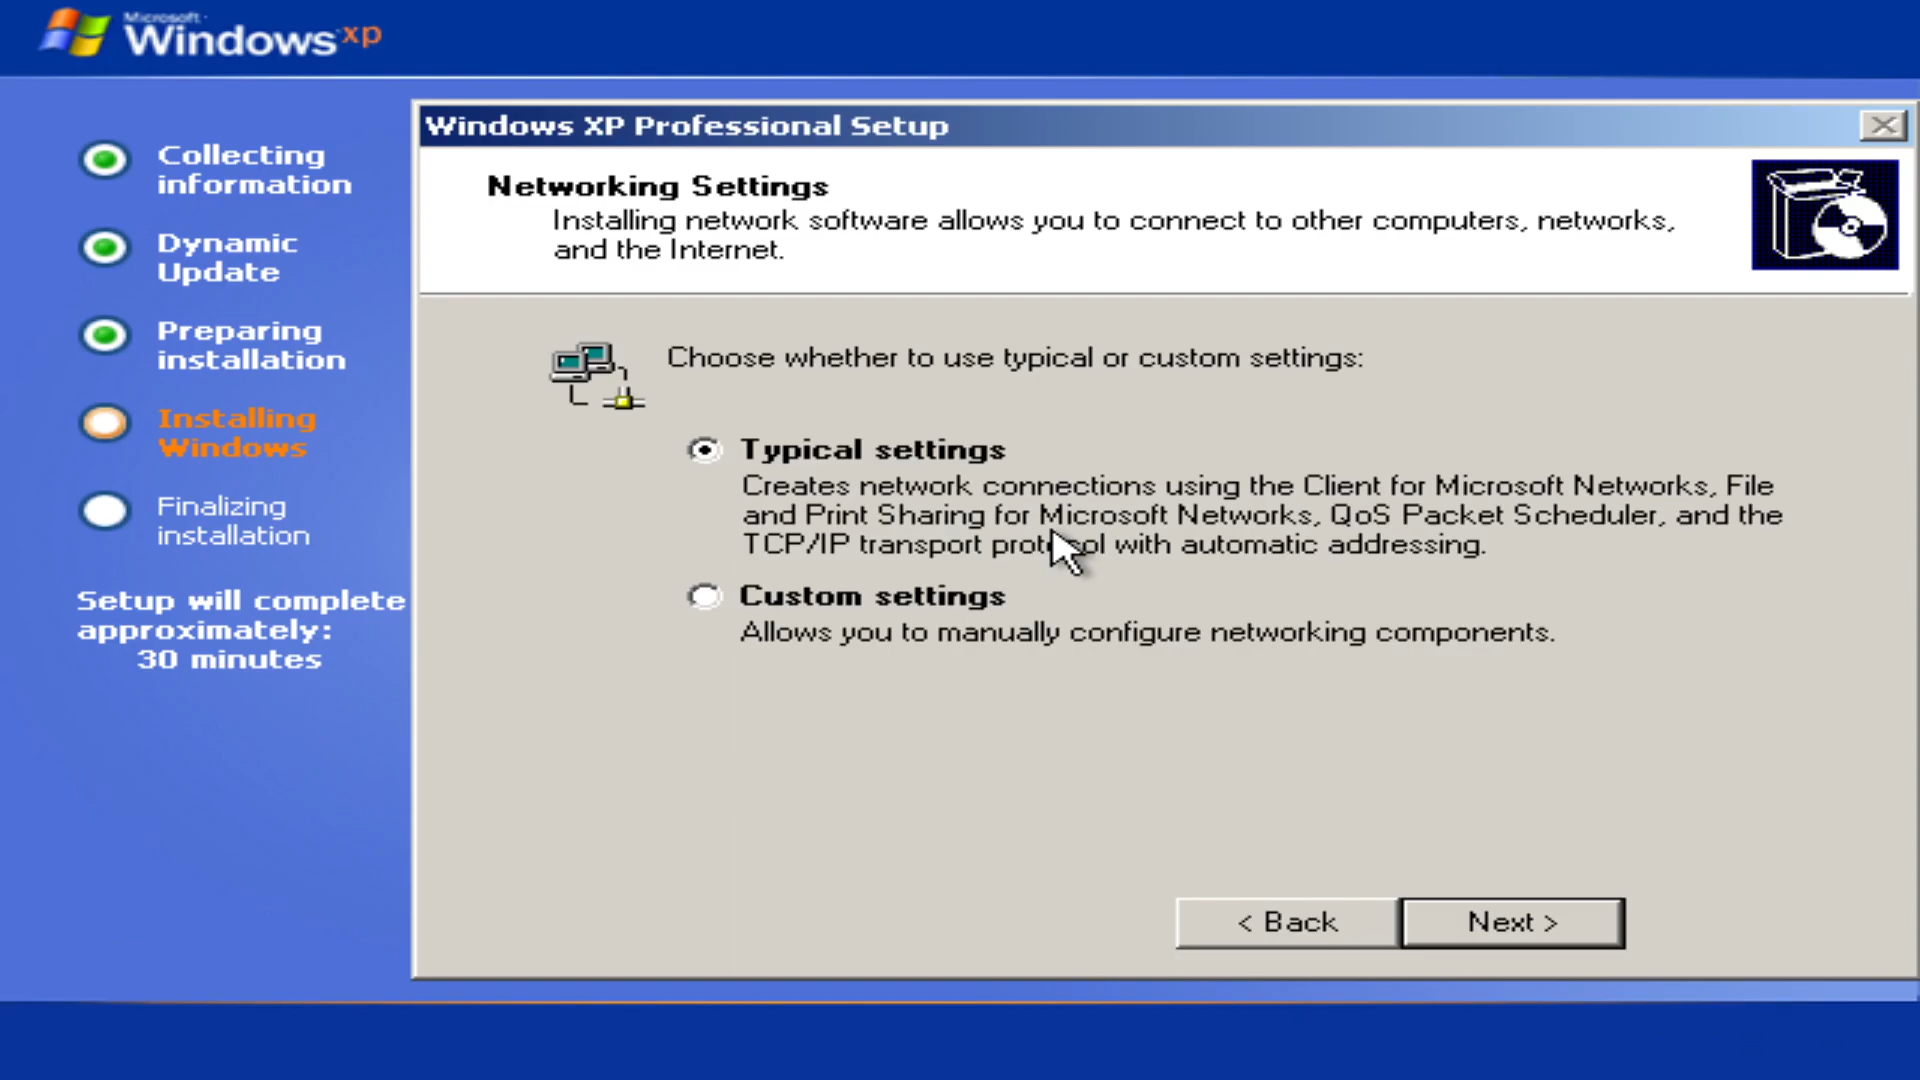 Microsoft
Windows xp
Collecting
information
Dynamic
Update
Preparing
installation
Installing
Windows
Finalizing
installation
Setup will complete
approximately:
30 minutes
Windows XP Professional Setup
Networking Settings
Installing network software allows you to connect to other computers, networks,
and the Internet.
Choose whether to use typical or custom settings:
Typical settings
Creates network connections using the Client for Microsoft Networks, File
and Print Sharing for Microsoft Networks, QoS Packet Scheduler, and the
TCP/IP transport protocol with automatic addressing.
Custom settings
Allows you to manually configure networking components.
< Back
Next >